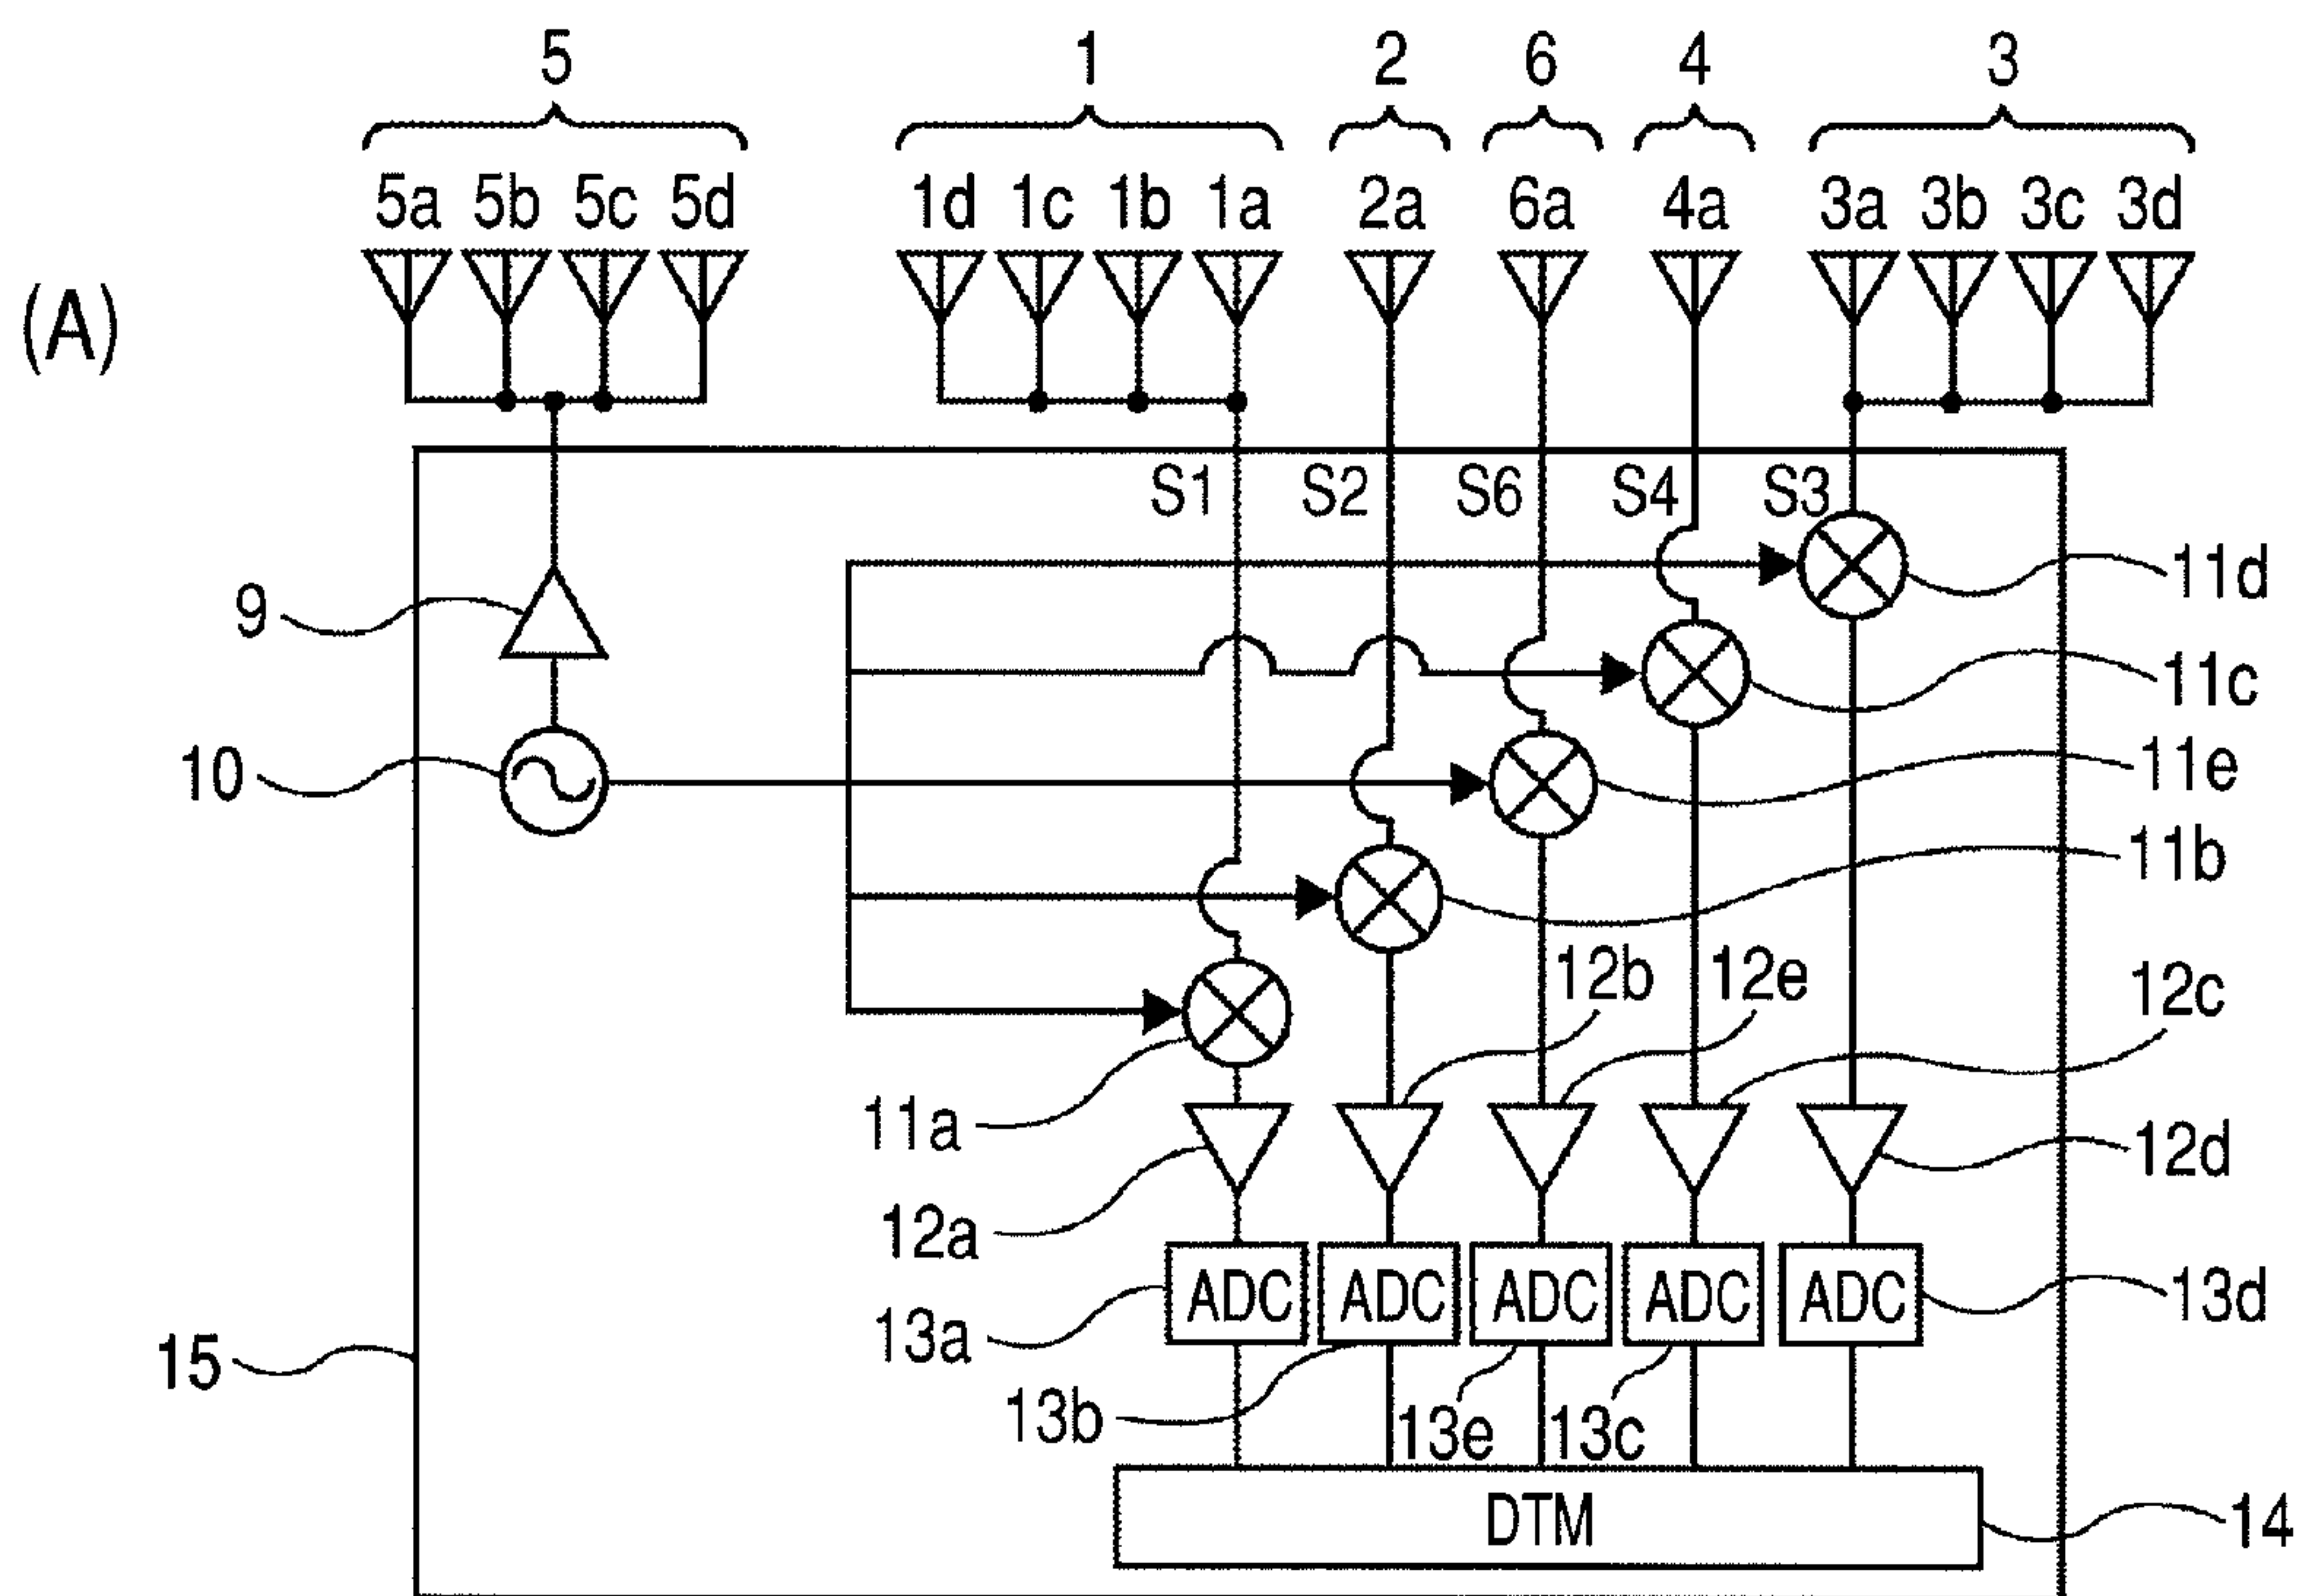 5 1 2 6 4 3
5a 5b 5c 5d 1d 1c 1b 1a 2a 6a 4a 3a 3b 3c 3d
(A)
S1 S2 S6 S4 S3
11d
9
11c
10
11e
11b
12b 12e 12c
11a
12d
12a
ADC ADC ADC ADC ADC
13d
13a
15
13b 13e 13c
DTM
14